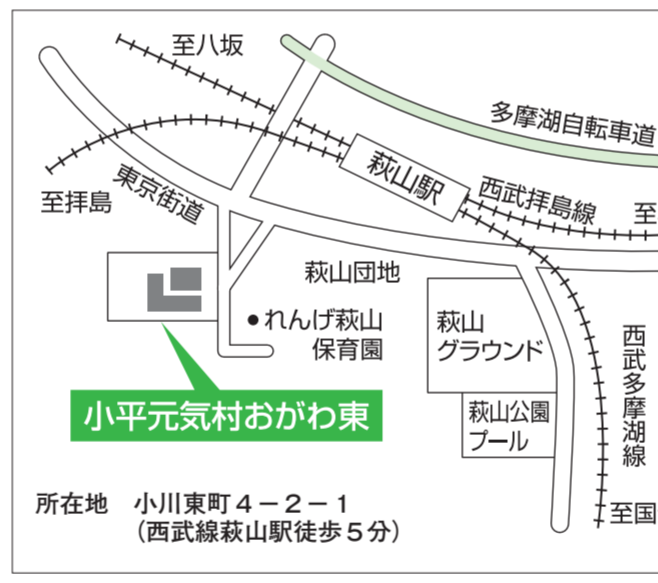 至八坂
多摩湖自転車道
萩山駅
西武拝島線
至
至拝島
東京街道
萩山団地
●れんげ萩山
保育園
萩山
グラウンド
萩山公園
プール
西武多摩湖線
小平元気村おがわ東
至国
所在地 小川東町4-2-1
(西武線萩山駅徒歩5分)